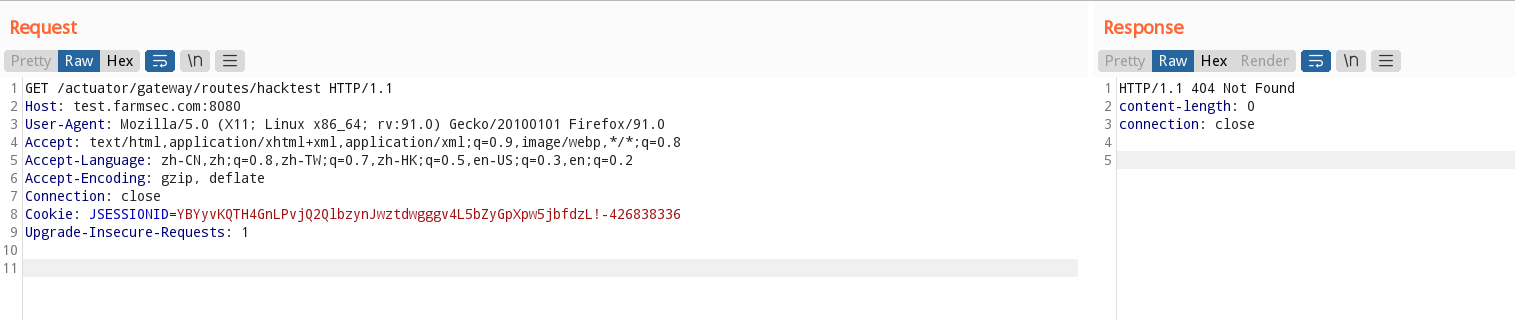 Request
Pretty Raw Hex \n
1 GET /actuator/gateway/routes/hacktest HTTP/1.1
2 Host: test.farmsec.com:8080
3 User-Agent: Mozilla/5.0 (X11; Linux x86_64; rv:91.0) Gecko/20100101 Firefox/91.0
4 Accept: text/html,application/xhtml+xml,application/xml;q=0.9,image/webp,*/*;q=0.8
5 Accept-Language: zh-CN,zh;q=0.8,zh-TW;q=0.7,zh-HK;q=0.5,en-US;q=0.3,en;q=0.2
6 Accept-Encoding: gzip, deflate
7 Connection: close
8 Cookie: JSESSIONID=YBYyvKQTH4GnLPvjQ2QlbzynJwztdwgggv4L5bZyGpXpw5jbfdzL!-426838336
9 Upgrade-Insecure-Requests: 1
10
11
Response
Pretty Raw Hex Render \n
1 HTTP/1.1 404 Not Found
2 content-length: 0
3 connection: close
4
5